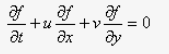 ∂f/∂t + u ∂f/∂x + v ∂f/∂y = 0